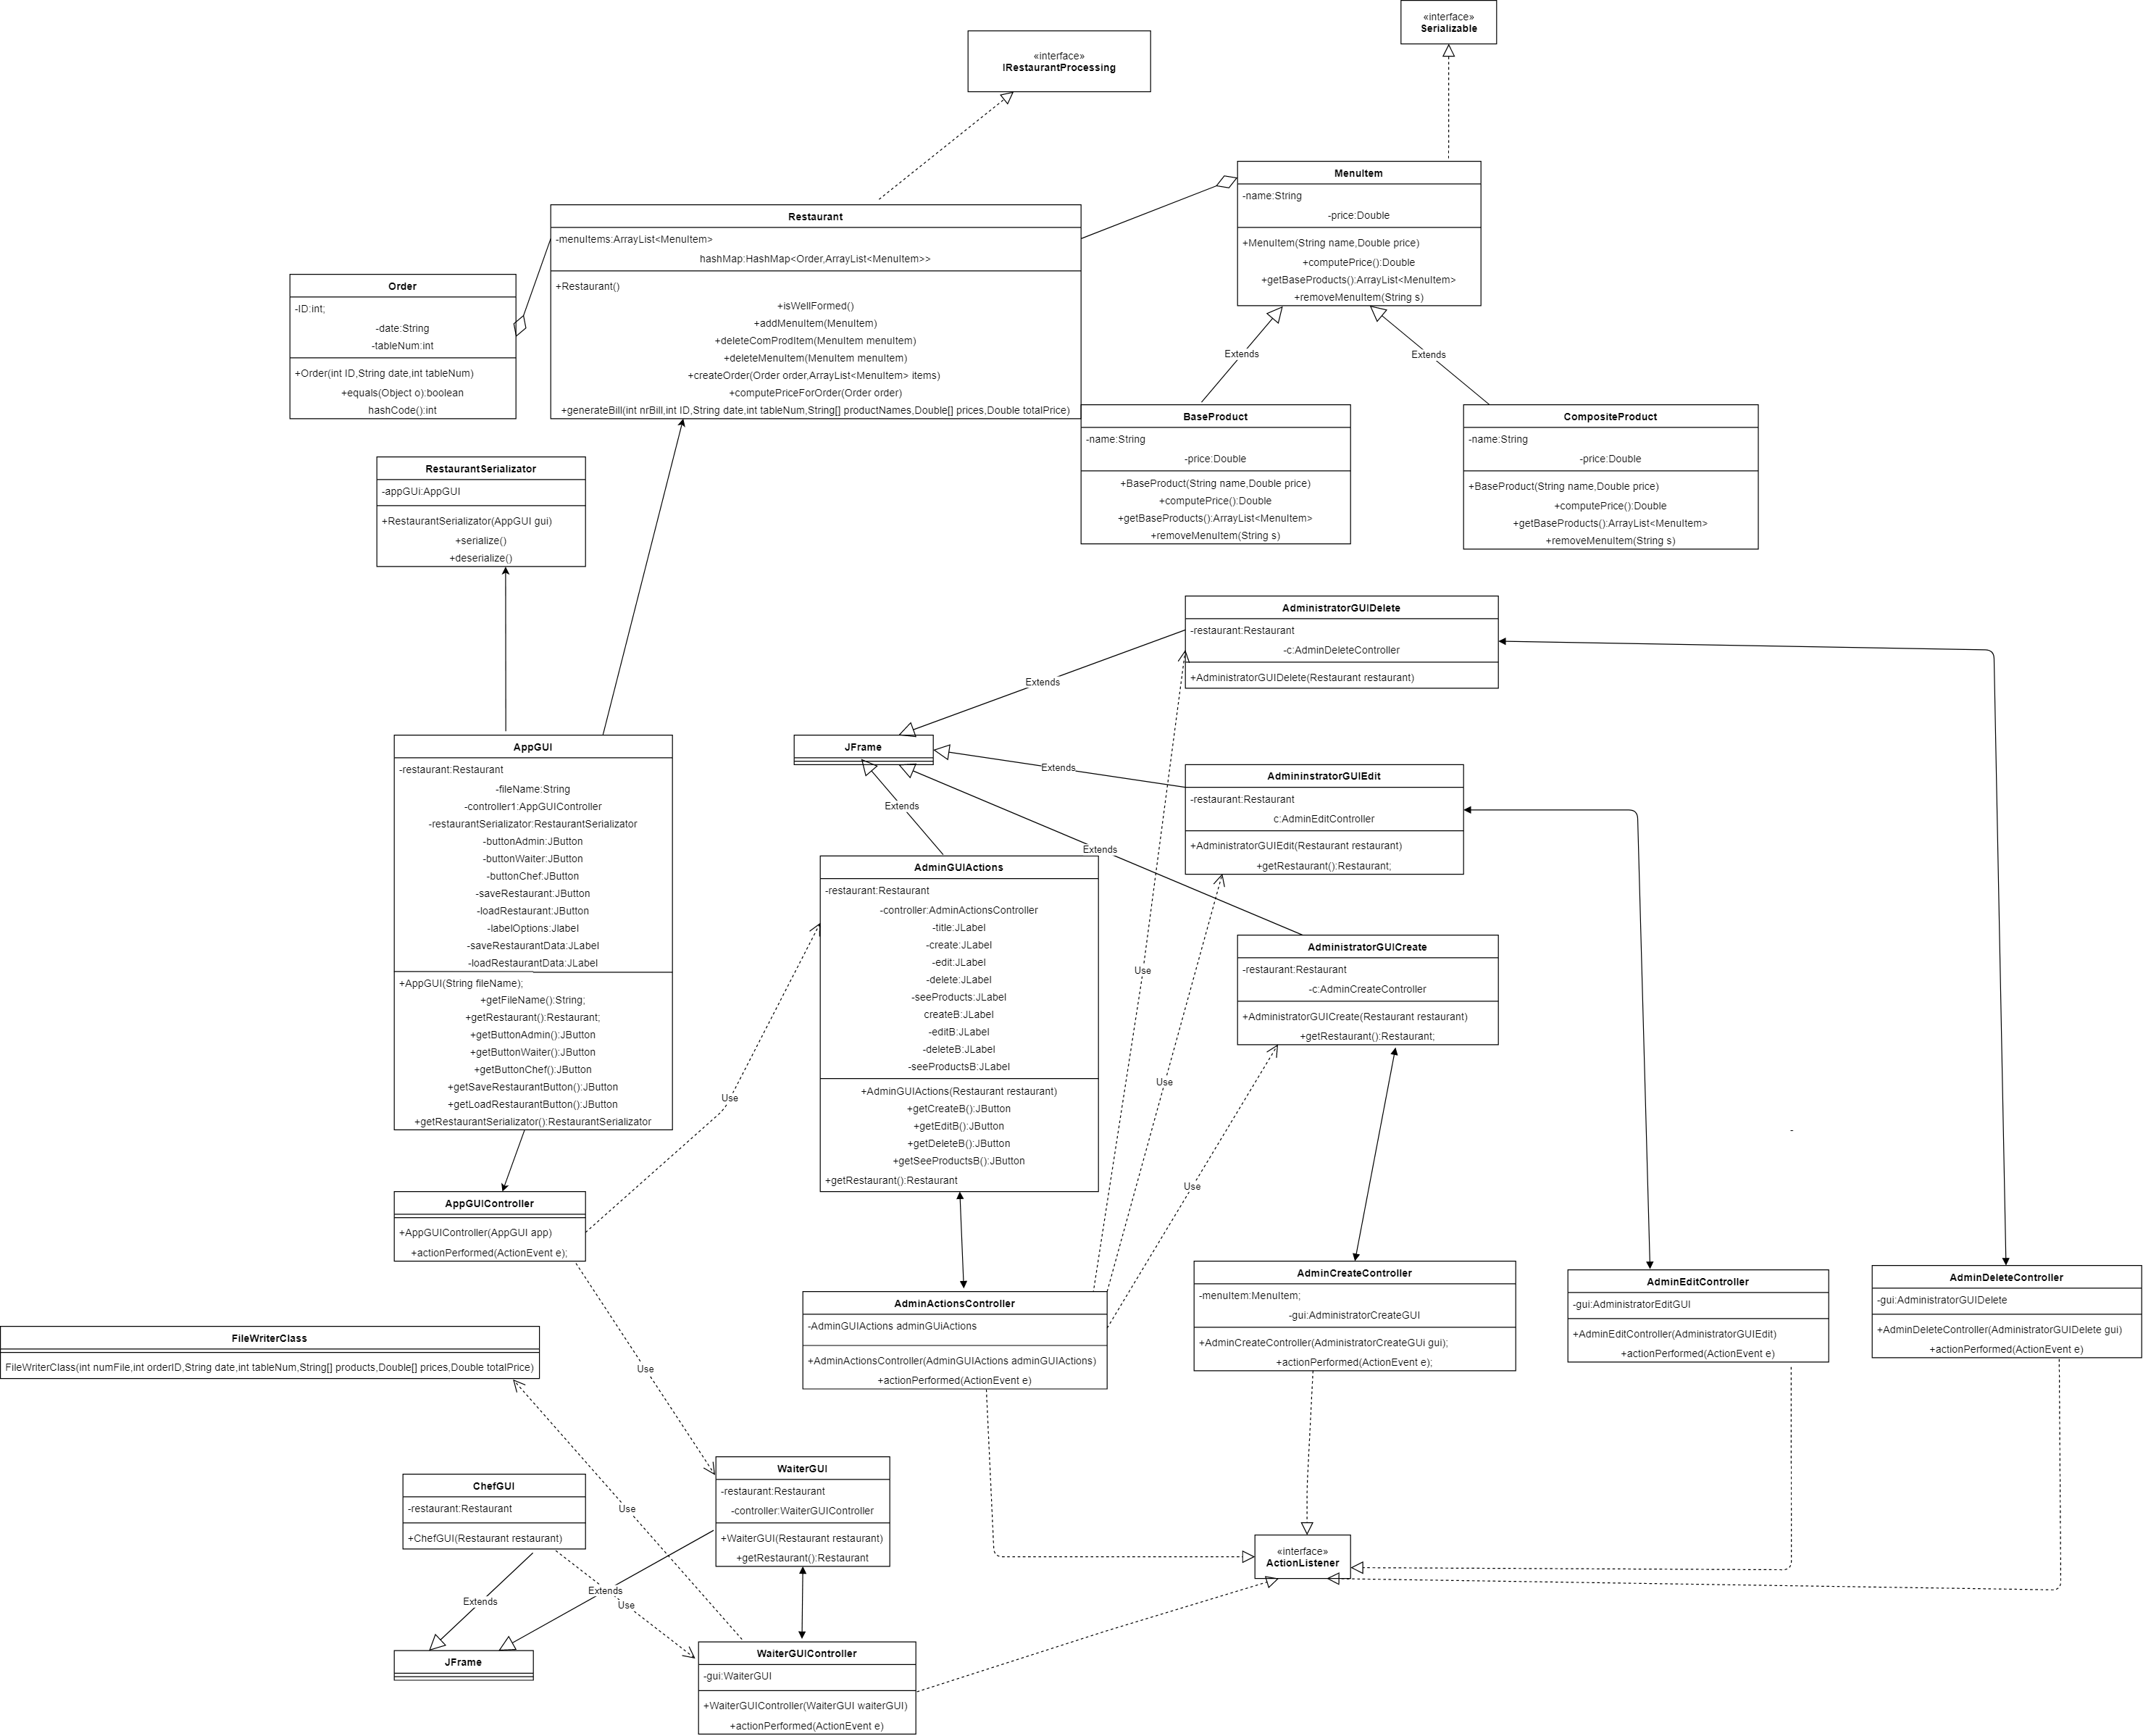 «interface»
Serializable
«interface»
IRestaurantProcessing
MenuItem
-name:String
-price:Double
+MenuItem(String name,Double price)
+computePrice():Double
+getBaseProducts():ArrayList<MenuItem>
+removeMenuItem(String s)
Restaurant
-menuItems:ArrayList<MenuItem>
hashMap:HashMap<Order,ArrayList<MenuItem>>
+Restaurant()
+isWellFormed()
+addMenuItem(MenuItem)
+deleteComProdItem(MenuItem menuItem)
+deleteMenuItem(MenuItem menuItem)
+createOrder(Order order,ArrayList<MenuItem> items)
+computePriceForOrder(Order order)
+generateBill(int nrBill,int ID,String date,int tableNum,String[] productNames,Double[] prices,Double totalPrice)
Order
-ID:int;
-date:String
-tableNum:int
+Order(int ID,String date,int tableNum)
+equals(Object o):boolean
hashCode():int
Extends
Extends
BaseProduct
-name:String
-price:Double
+BaseProduct(String name,Double price)
+computePrice():Double
+getBaseProducts():ArrayList<MenuItem>
+removeMenuItem(String s)
CompositeProduct
-name:String
-price:Double
+BaseProduct(String name,Double price)
+computePrice():Double
+getBaseProducts():ArrayList<MenuItem>
+removeMenuItem(String s)
RestaurantSerializator
-appGUi:AppGUI
+RestaurantSerializator(AppGUI gui)
+serialize()
+deserialize()
AdministratorGUIDelete
-restaurant:Restaurant
-c:AdminDeleteController
+AdministratorGUIDelete(Restaurant restaurant)
Extends
JFrame
Extends
Extends
Extends
AppGUI
-restaurant:Restaurant
-fileName:String
-controller1:AppGUIController
-restaurantSerializator:RestaurantSerializator
-buttonAdmin:JButton
-buttonWaiter:JButton
-buttonChef:JButton
-saveRestaurant:JButton
-loadRestaurant:JButton
-labelOptions:Jlabel
-saveRestaurantData:JLabel
-loadRestaurantData:JLabel
+AppGUI(String fileName);
+getFileName():String;
+getRestaurant():Restaurant;
+getButtonAdmin():JButton
+getButtonWaiter():JButton
+getButtonChef():JButton
+getSaveRestaurantButton():JButton
+getLoadRestaurantButton():JButton
+getRestaurantSerializator():RestaurantSerializator
AdmininstratorGUIEdit
-restaurant:Restaurant
c:AdminEditController
+AdministratorGUIEdit(Restaurant restaurant)
+getRestaurant():Restaurant;
AdminGUIActions
-restaurant:Restaurant
-controller:AdminActionsController
-title:JLabel
-create:JLabel
-edit:JLabel
-delete:JLabel
-seeProducts:JLabel
createB:JLabel
-editB:JLabel
-deleteB:JLabel
-seeProductsB:JLabel
+AdminGUIActions(Restaurant restaurant)
+getCreateB():JButton
+getEditB():JButton
+getDeleteB():JButton
+getSeeProductsB():JButton
+getRestaurant():Restaurant
AdministratorGUICreate
-restaurant:Restaurant
-c:AdminCreateController
+AdministratorGUICreate(Restaurant restaurant)
+getRestaurant():Restaurant;
Use
Use
Use
Use
-
AppGUIController
+AppGUIController(AppGUI app)
+actionPerformed(ActionEvent e);
AdminActionsController
-AdminGUIActions adminGUiActions
+AdminActionsController(AdminGUIActions adminGUIActions)
+actionPerformed(ActionEvent e)
AdminCreateController
-menuItem:MenuItem;
-gui:AdministratorCreateGUI
+AdminCreateController(AdministratorCreateGUi gui);
+actionPerformed(ActionEvent e);
AdminEditController
-gui:AdministratorEditGUI
+AdminEditController(AdministratorGUIEdit)
+actionPerformed(ActionEvent e)
AdminDeleteController
-gui:AdministratorGUIDelete
+AdminDeleteController(AdministratorGUIDelete gui)
+actionPerformed(ActionEvent e)
FileWriterClass
FileWriterClass(int numFile,int orderID,String date,int tableNum,String[] products,Double[] prices,Double totalPrice)
Use
Use
ChefGUI
-restaurant:Restaurant
+ChefGUI(Restaurant restaurant)
WaiterGUI
-restaurant:Restaurant
-controller:WaiterGUIController
+WaiterGUI(Restaurant restaurant)
+getRestaurant():Restaurant
«interface»
ActionListener
Extends
Extends
Use
JFrame
WaiterGUIController
-gui:WaiterGUI
+WaiterGUIController(WaiterGUI waiterGUI)
+actionPerformed(ActionEvent e)